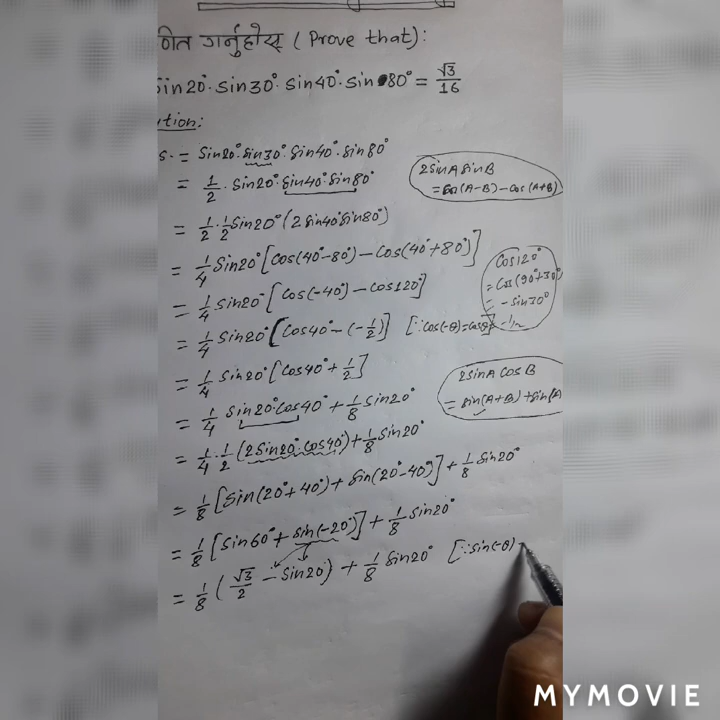 गर्नुहोस् (Prove that):
Sin20°·Sin30°·Sin40°·Sin80° = √3/16
ution:
S. = Sin20°·Sin30°·Sin40°·Sin80°
= 1/2 · Sin20°·Sin40°·Sin80°
= 1/2·1/2 Sin20° (2Sin40°Sin80°)
= 1/4 Sin20° [Cos(40°-80°) - Cos(40°+80°)]
= 1/4 Sin20° [Cos(-40°) - Cos120°]
= 1/4 Sin20° [Cos40° - (-1/2)] [∵Cos(-θ)=Cosθ]
= 1/4 Sin20° [Cos40° + 1/2]
= 1/4 Sin20°·Cos40° + 1/8 Sin20°
= 1/4·1/2 (2Sin20°·Cos40°) + 1/8 Sin20°
= 1/8 [Sin(20°+40°) + Sin(20°-40°)] + 1/8 Sin20°
= 1/8 [Sin60° + Sin(-20°)] + 1/8 Sin20°
= 1/8 (√3/2 - Sin20°) + 1/8 Sin20° [∵Sin(-θ) =
2SinA SinB
= Cos(A-B) - Cos(A+B)
Cos120°
= Cos(90°+30°
= -Sin30°
= -1/2
2SinA CosB
= Sin(A+B) + Sin(A
MYMOVIE